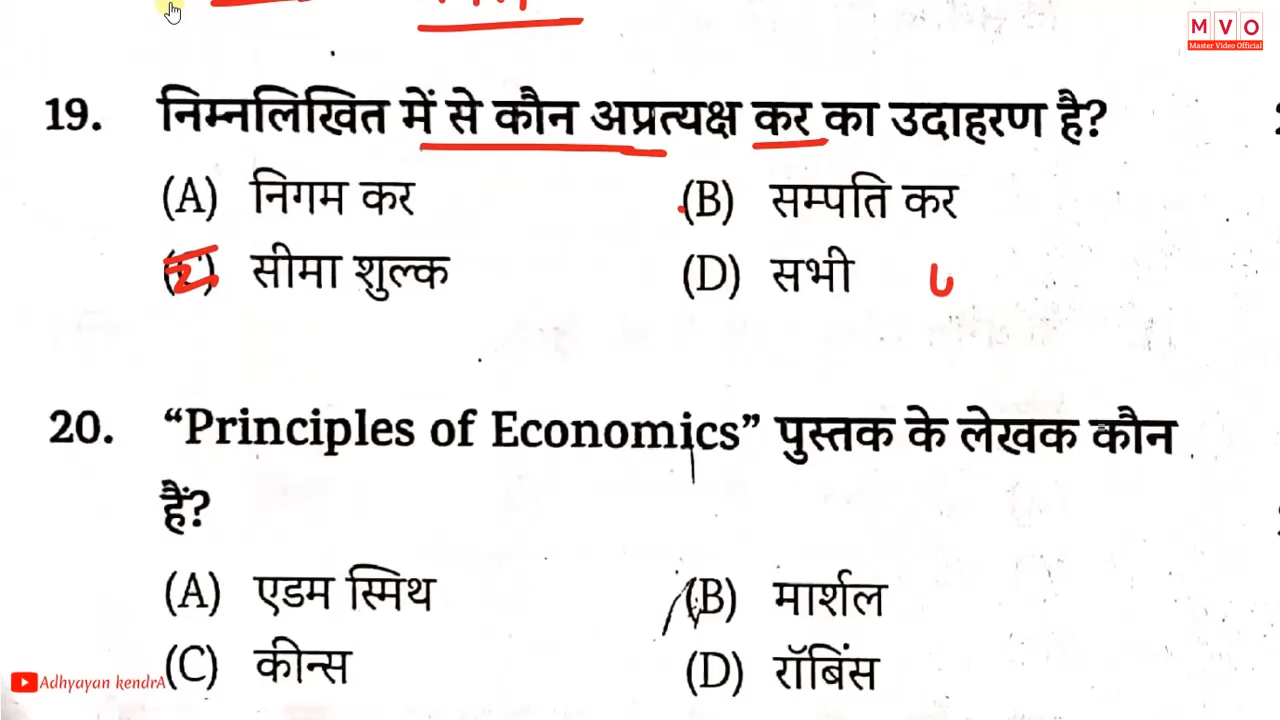 M V O
Master Video Official
19. निम्नलिखित में से कौन अप्रत्यक्ष कर का उदाहरण है?
(A) निगम कर (B) सम्पति कर
(C) सीमा शुल्क (D) सभी
20. “Principles of Economics” पुस्तक के लेखक कौन
हैं?
(A) एडम स्मिथ (B) मार्शल
(C) कीन्स (D) रॉबिंस
Adhyayan kendrA